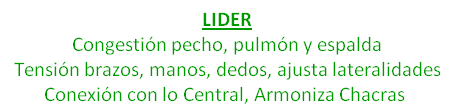 LIDER
Congestión pecho, pulmón y espalda
Tensión brazos, manos, dedos, ajusta lateralidades
Conexión con lo Central, Armoniza Chacras